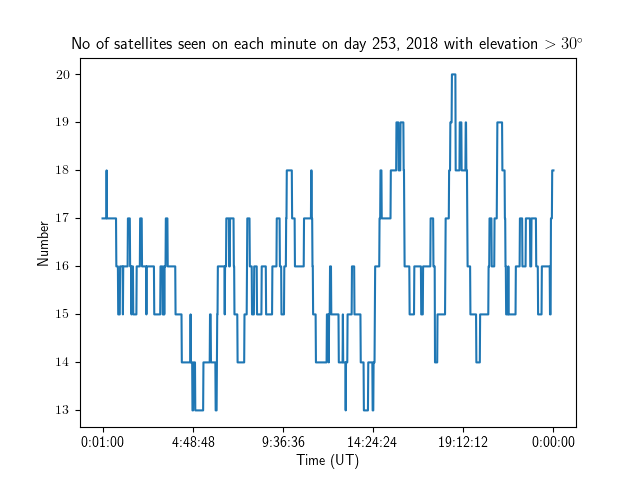 No of satellites seen on each minute on day 253, 2018 with elevation > 30°
20
19
18
17
16
15
14
13
Number
0:01:00 4:48:48 9:36:36 14:24:24 19:12:12 0:00:00
Time (UT)